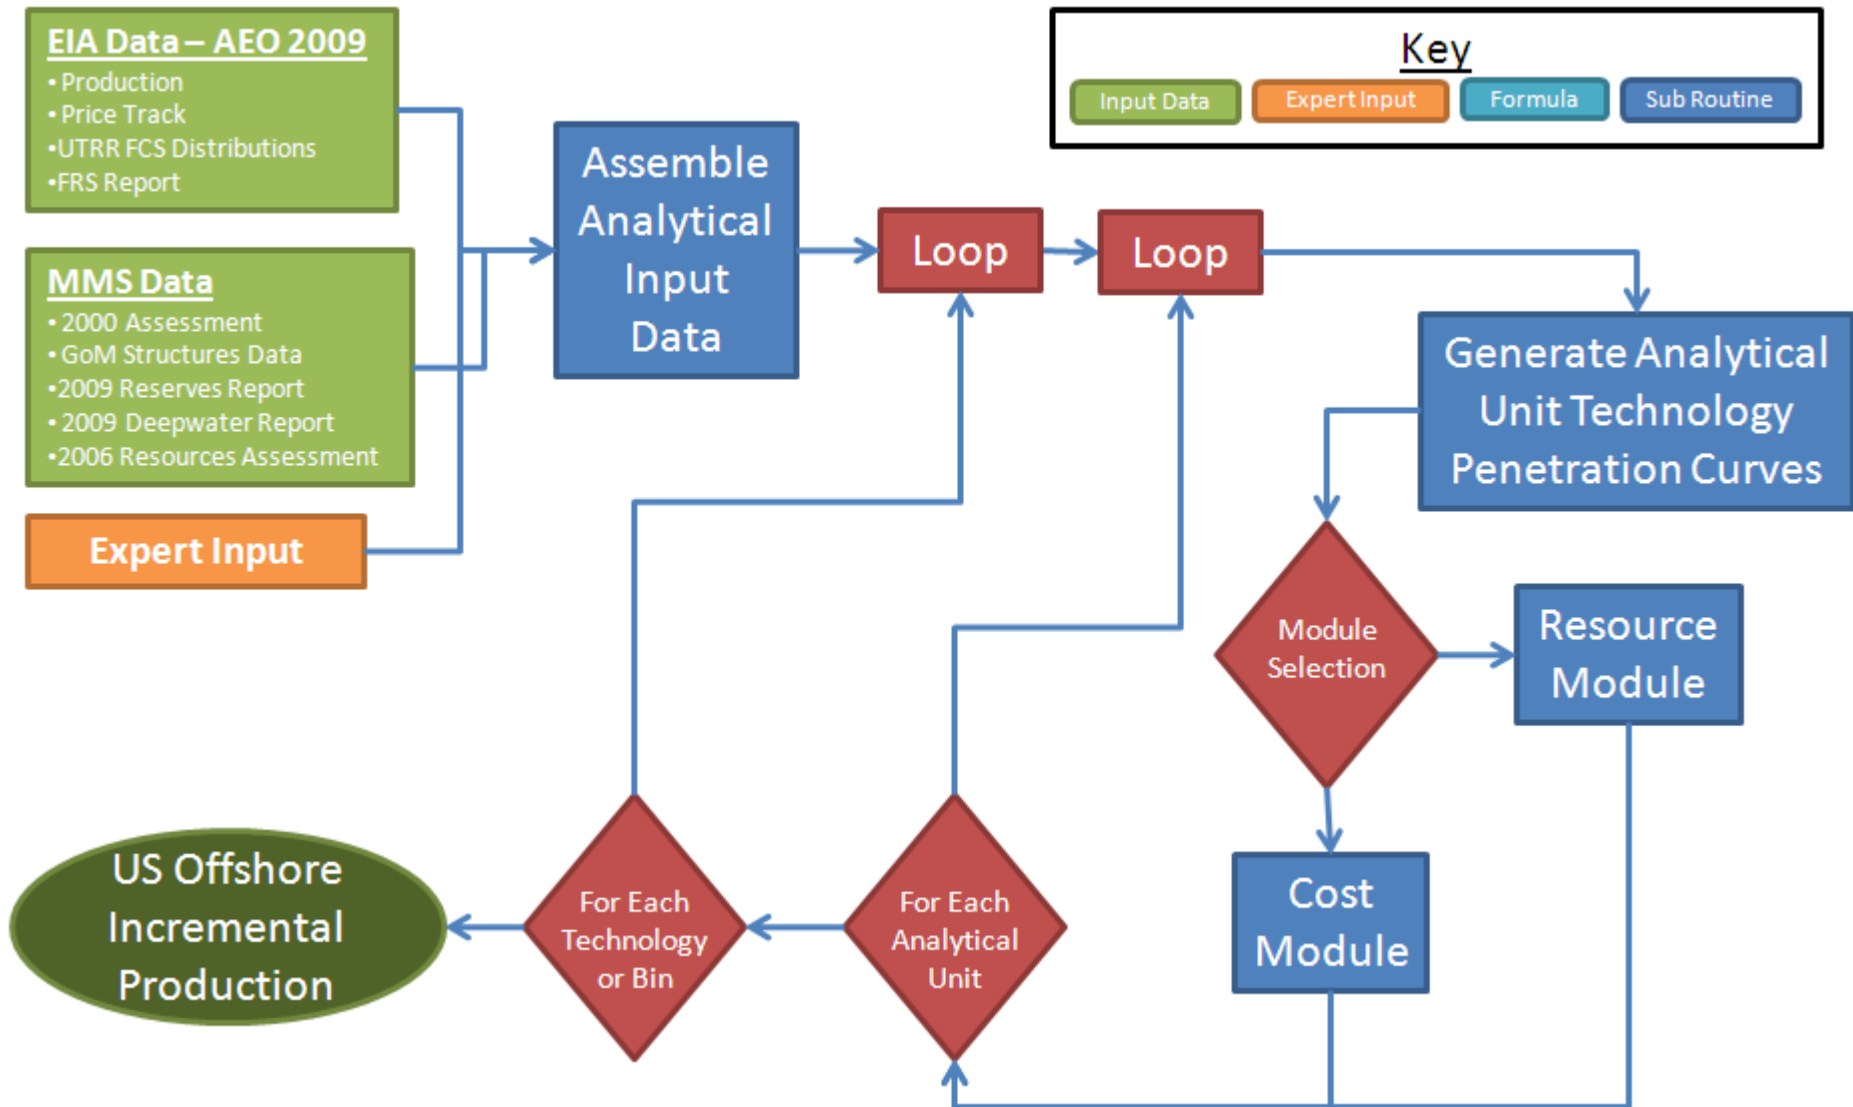 EIA Data – AEO 2009
• Production
• Price Track
•UTRR FCS Distributions
•FRS Report
MMS Data
• 2000 Assessment
• GoM Structures Data
•2009 Reserves Report
• 2009 Deepwater Report
•2006 Resources Assessment
Expert Input
Assemble
Analytical
Input
Data
Loop
Loop
Key
Input Data
Expert Input
Formula
Sub Routine
Generate Analytical
Unit Technology
Penetration Curves
Module
Selection
Resource
Module
Cost
Module
For Each
Analytical
Unit
For Each
Technology
or Bin
US Offshore
Incremental
Production